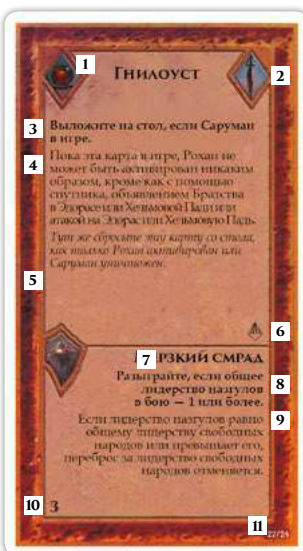 1
Гнилоуст
2
3 Выложите на стол, если Саруман
в игре.
4 Пока эта карта в игре, Рохан не
может быть активирован никаким
образом, кроме как с помощью
спутника, объявлением Братства
в Эдорасе или Хельмовой Пади или
атакой на Эдорас или Хельмовую Падь.
Тут же сбросьте эту карту со стола,
как только Рохан активирован или
Саруман уничтожен.
5
6
7 РЗКИЙ СМРАД
Разыграйте, если общее
лидерство назгулов 8
в бою — 1 или более.
Если лидерство назгулов равно 9
общему лидерству свободных
народов или превышает его,
переброс за лидерство свободных
народов отменяется.
10 3
11 22/24